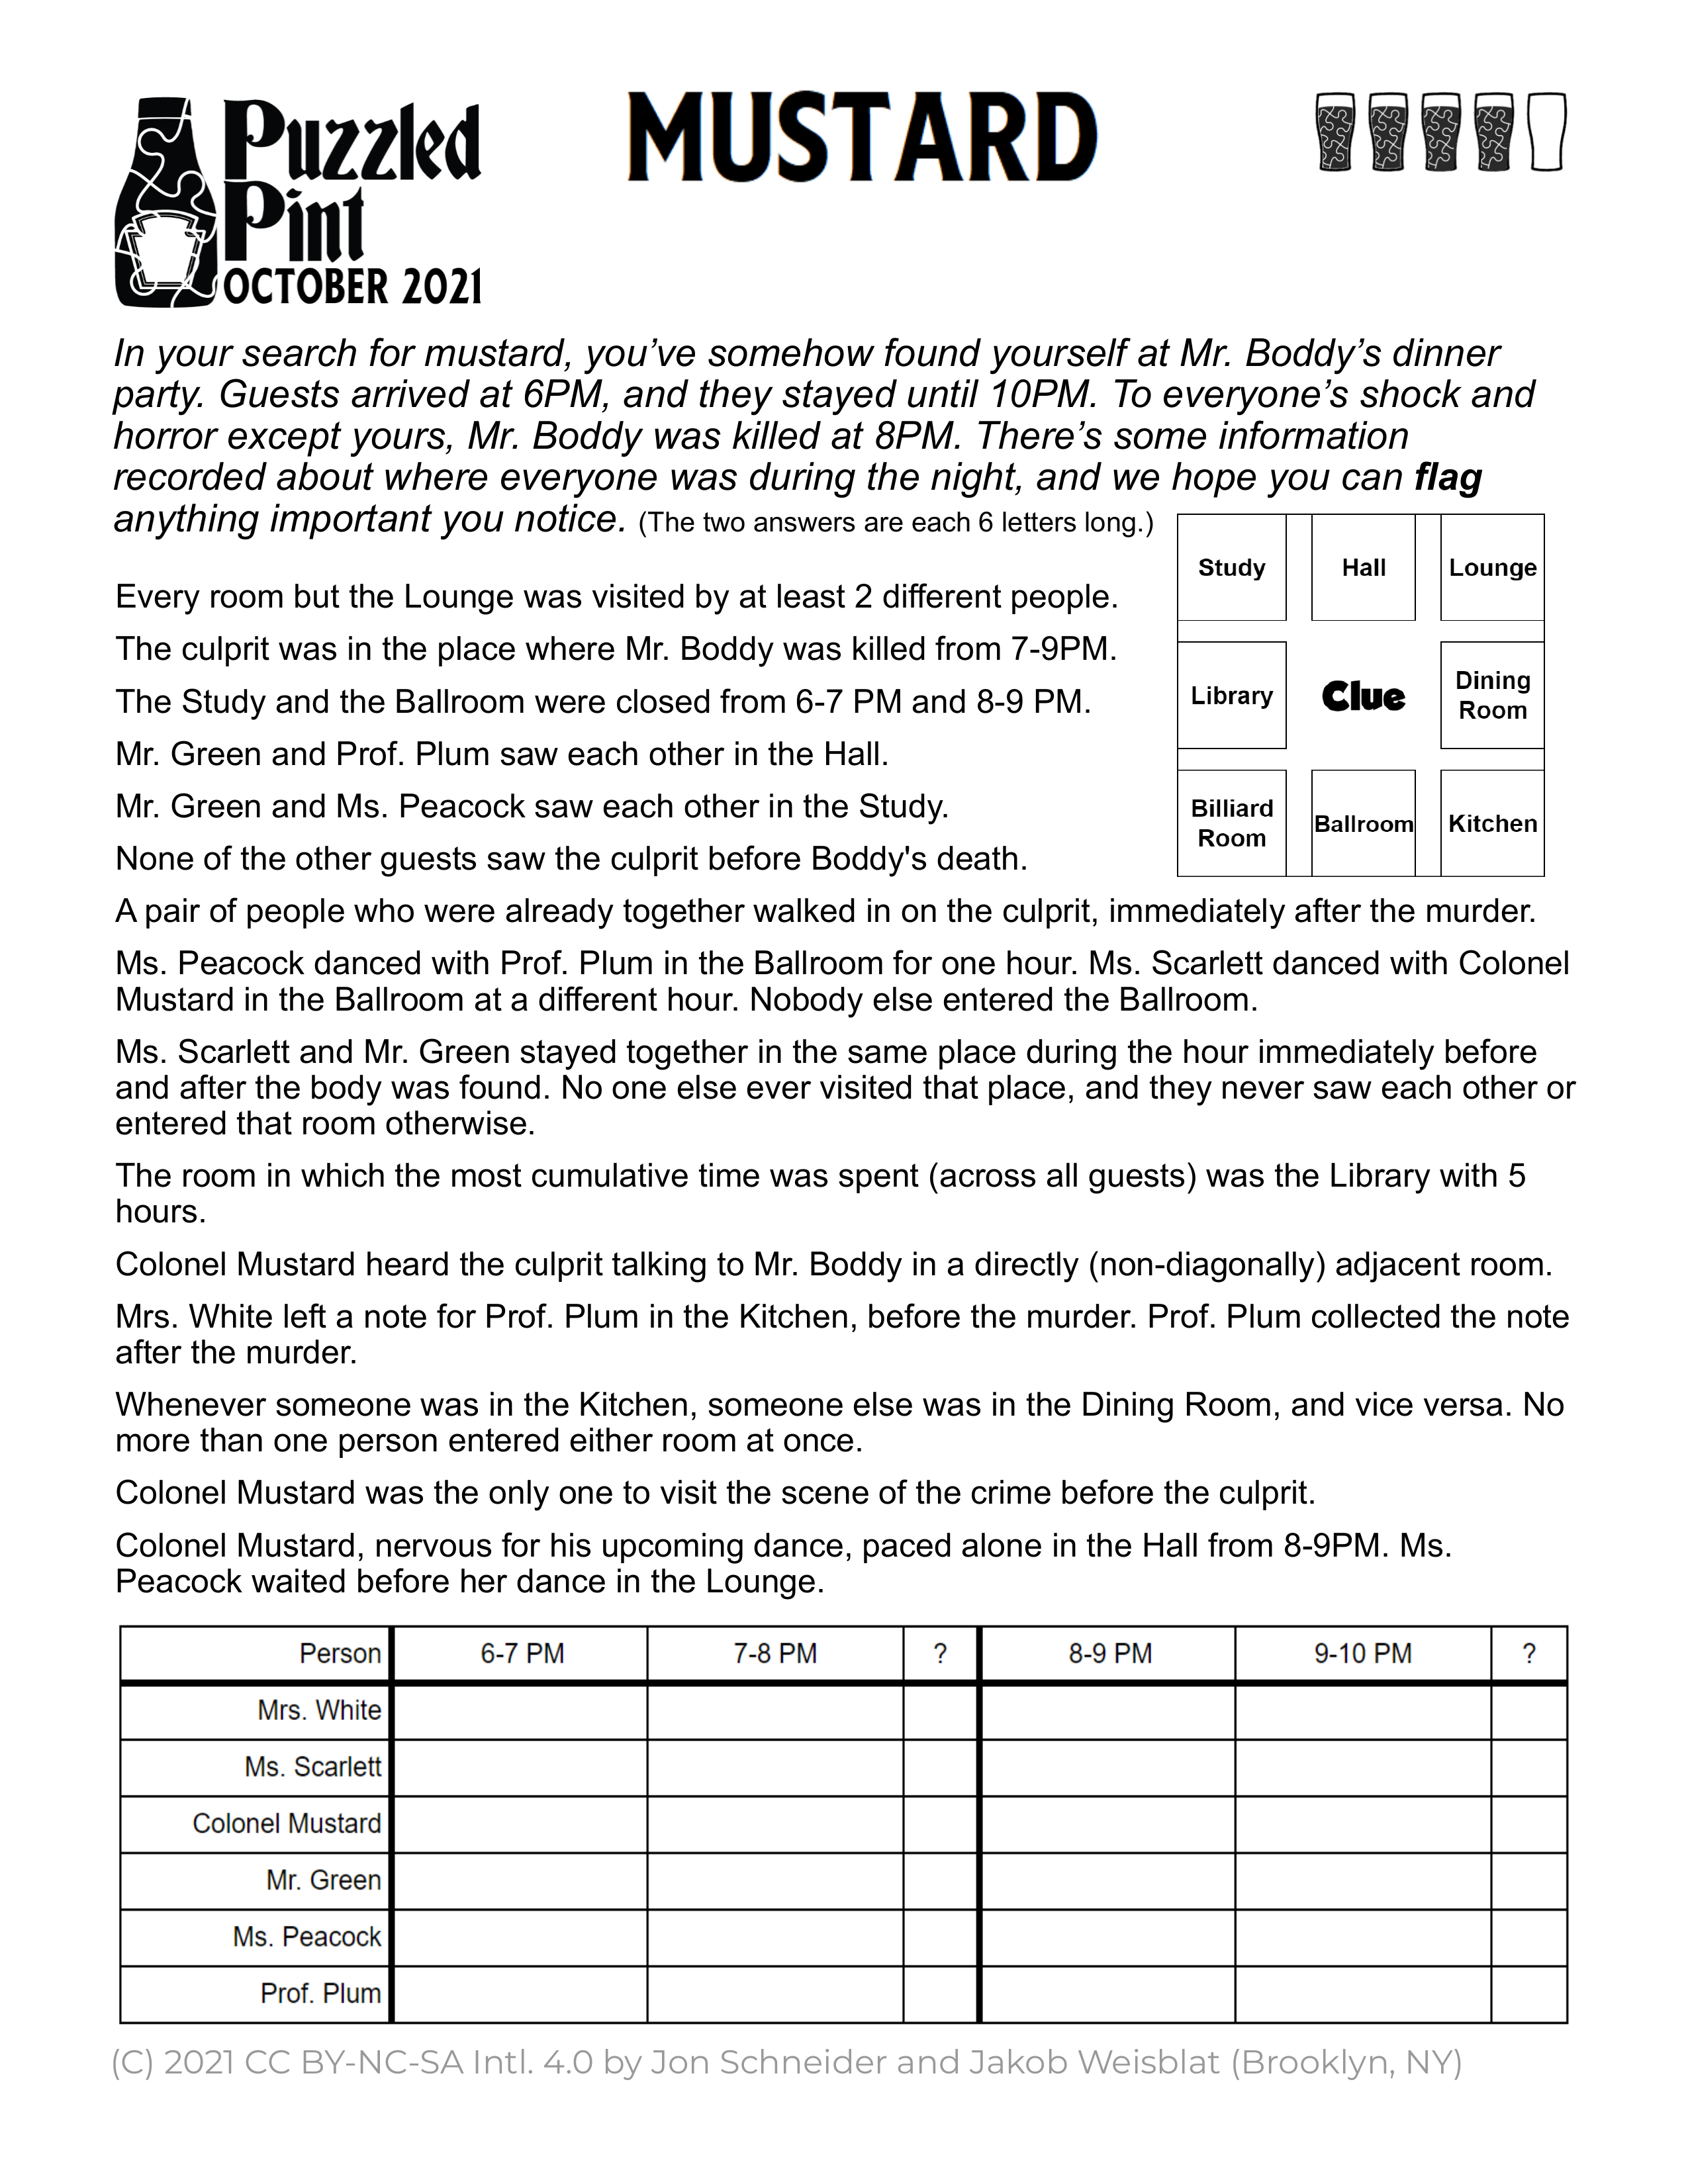 Puzzled
Pint
OCTOBER 2021
MUSTARD
In your search for mustard, you've somehow found yourself at Mr. Boddy's dinner
party. Guests arrived at 6PM, and they stayed until 10PM. To everyone's shock and
horror except yours, Mr. Boddy was killed at 8PM. There's some information
recorded about where everyone was during the night, and we hope you can flag
anything important you notice. (The two answers are each 6 letters long.)
Study Hall Lounge
Library Clue Dining Room
Billiard Room Ballroom Kitchen
Every room but the Lounge was visited by at least 2 different people.
The culprit was in the place where Mr. Boddy was killed from 7-9PM.
The Study and the Ballroom were closed from 6-7 PM and 8-9 PM.
Mr. Green and Prof. Plum saw each other in the Hall.
Mr. Green and Ms. Peacock saw each other in the Study.
None of the other guests saw the culprit before Boddy's death.
A pair of people who were already together walked in on the culprit, immediately after the murder.
Ms. Peacock danced with Prof. Plum in the Ballroom for one hour. Ms. Scarlett danced with Colonel
Mustard in the Ballroom at a different hour. Nobody else entered the Ballroom.
Ms. Scarlett and Mr. Green stayed together in the same place during the hour immediately before
and after the body was found. No one else ever visited that place, and they never saw each other or
entered that room otherwise.
The room in which the most cumulative time was spent (across all guests) was the Library with 5
hours.
Colonel Mustard heard the culprit talking to Mr. Boddy in a directly (non-diagonally) adjacent room.
Mrs. White left a note for Prof. Plum in the Kitchen, before the murder. Prof. Plum collected the note
after the murder.
Whenever someone was in the Kitchen, someone else was in the Dining Room, and vice versa. No
more than one person entered either room at once.
Colonel Mustard was the only one to visit the scene of the crime before the culprit.
Colonel Mustard, nervous for his upcoming dance, paced alone in the Hall from 8-9PM. Ms.
Peacock waited before her dance in the Lounge.
Person 6-7 PM 7-8 PM ? 8-9 PM 9-10 PM ?
Mrs. White
Ms. Scarlett
Colonel Mustard
Mr. Green
Ms. Peacock
Prof. Plum
(C) 2021 CC BY-NC-SA Intl. 4.0 by Jon Schneider and Jakob Weisblat (Brooklyn, NY)